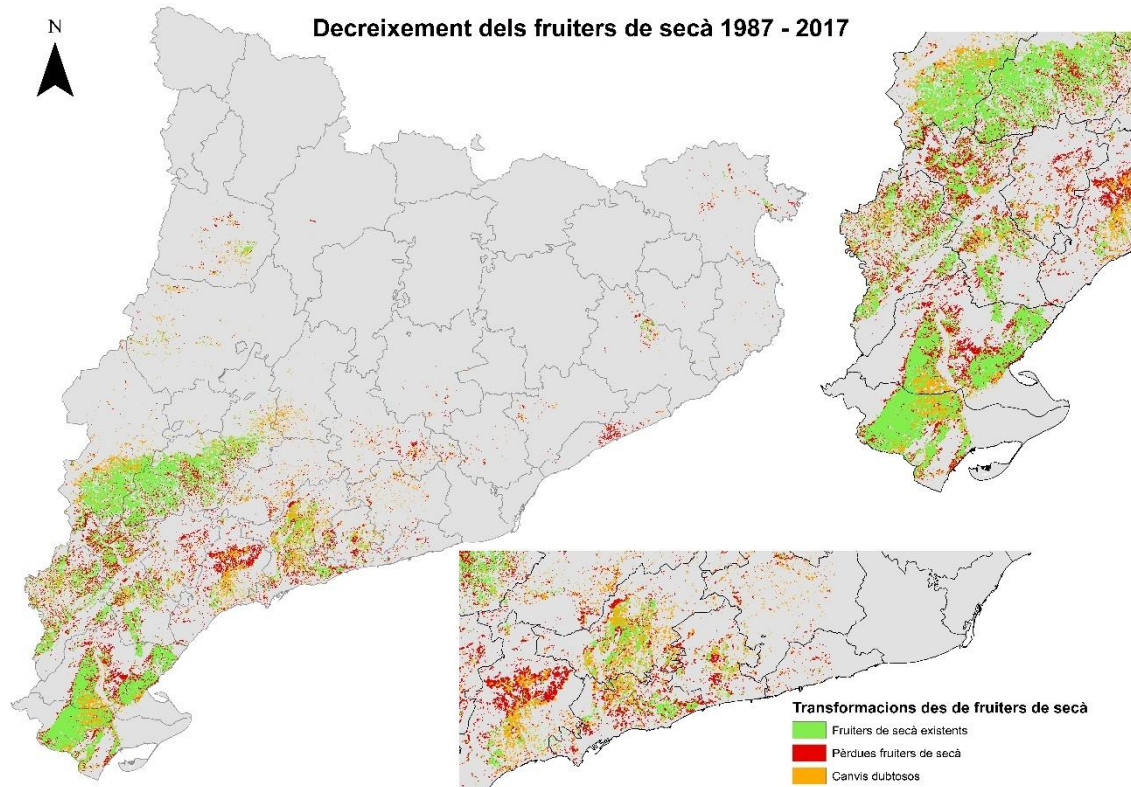 Decreixement dels fruiters de secà 1987 - 2017
N
Transformacions des de fruiters de secà
Fruiters de secà existents
Pèrdues fruiters de secà
Canvis dubtosos